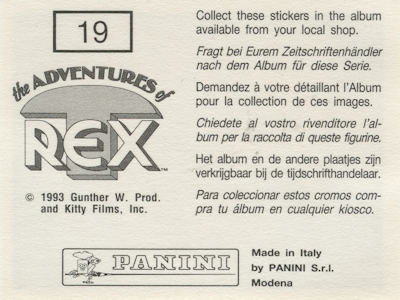 19
the ADVENTURES of
T
REX™
© 1993 Gunther W. Prod.
and Kitty Films, Inc.
Collect these stickers in the album
available from your local shop.
Fragt bei Eurem Zeitschriftenhändler
nach dem Album für diese Serie.
Demandez à votre détaillant l'Album
pour la collection de ces images.
Chiedete al vostro rivenditore l'al-
bum per la raccolta di queste figurine.
Het album en de andere plaatjes zijn
verkrijgbaar bij de tijdschrifthandelaar.
Para coleccionar estos cromos com-
pra tu álbum en cualquier kiosco.
PANINI
Made in Italy
by PANINI S.r.l.
Modena